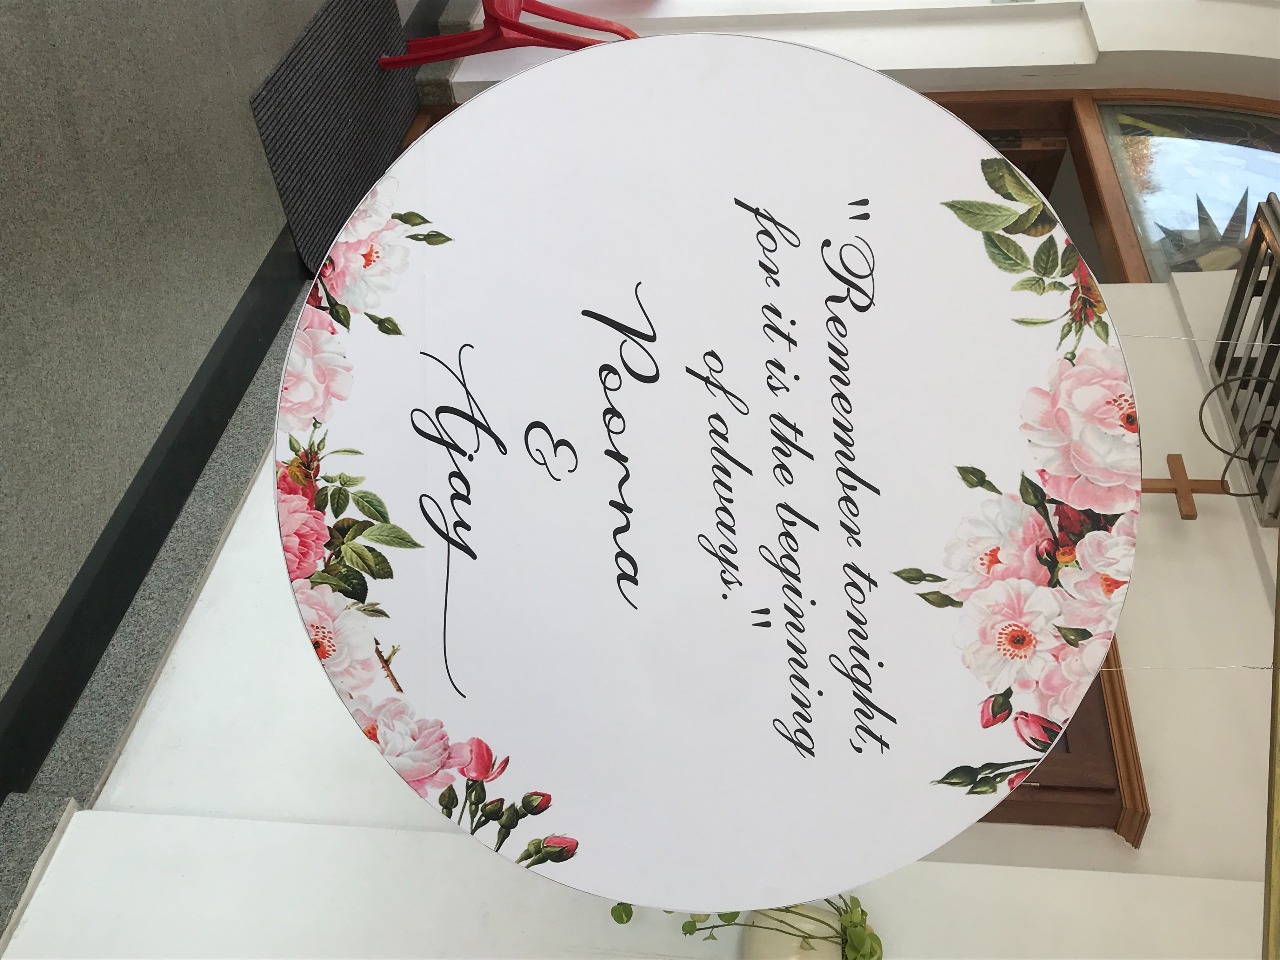 "Remember tonight,
for it is the beginning
of always."
Poorna
&
Ajay